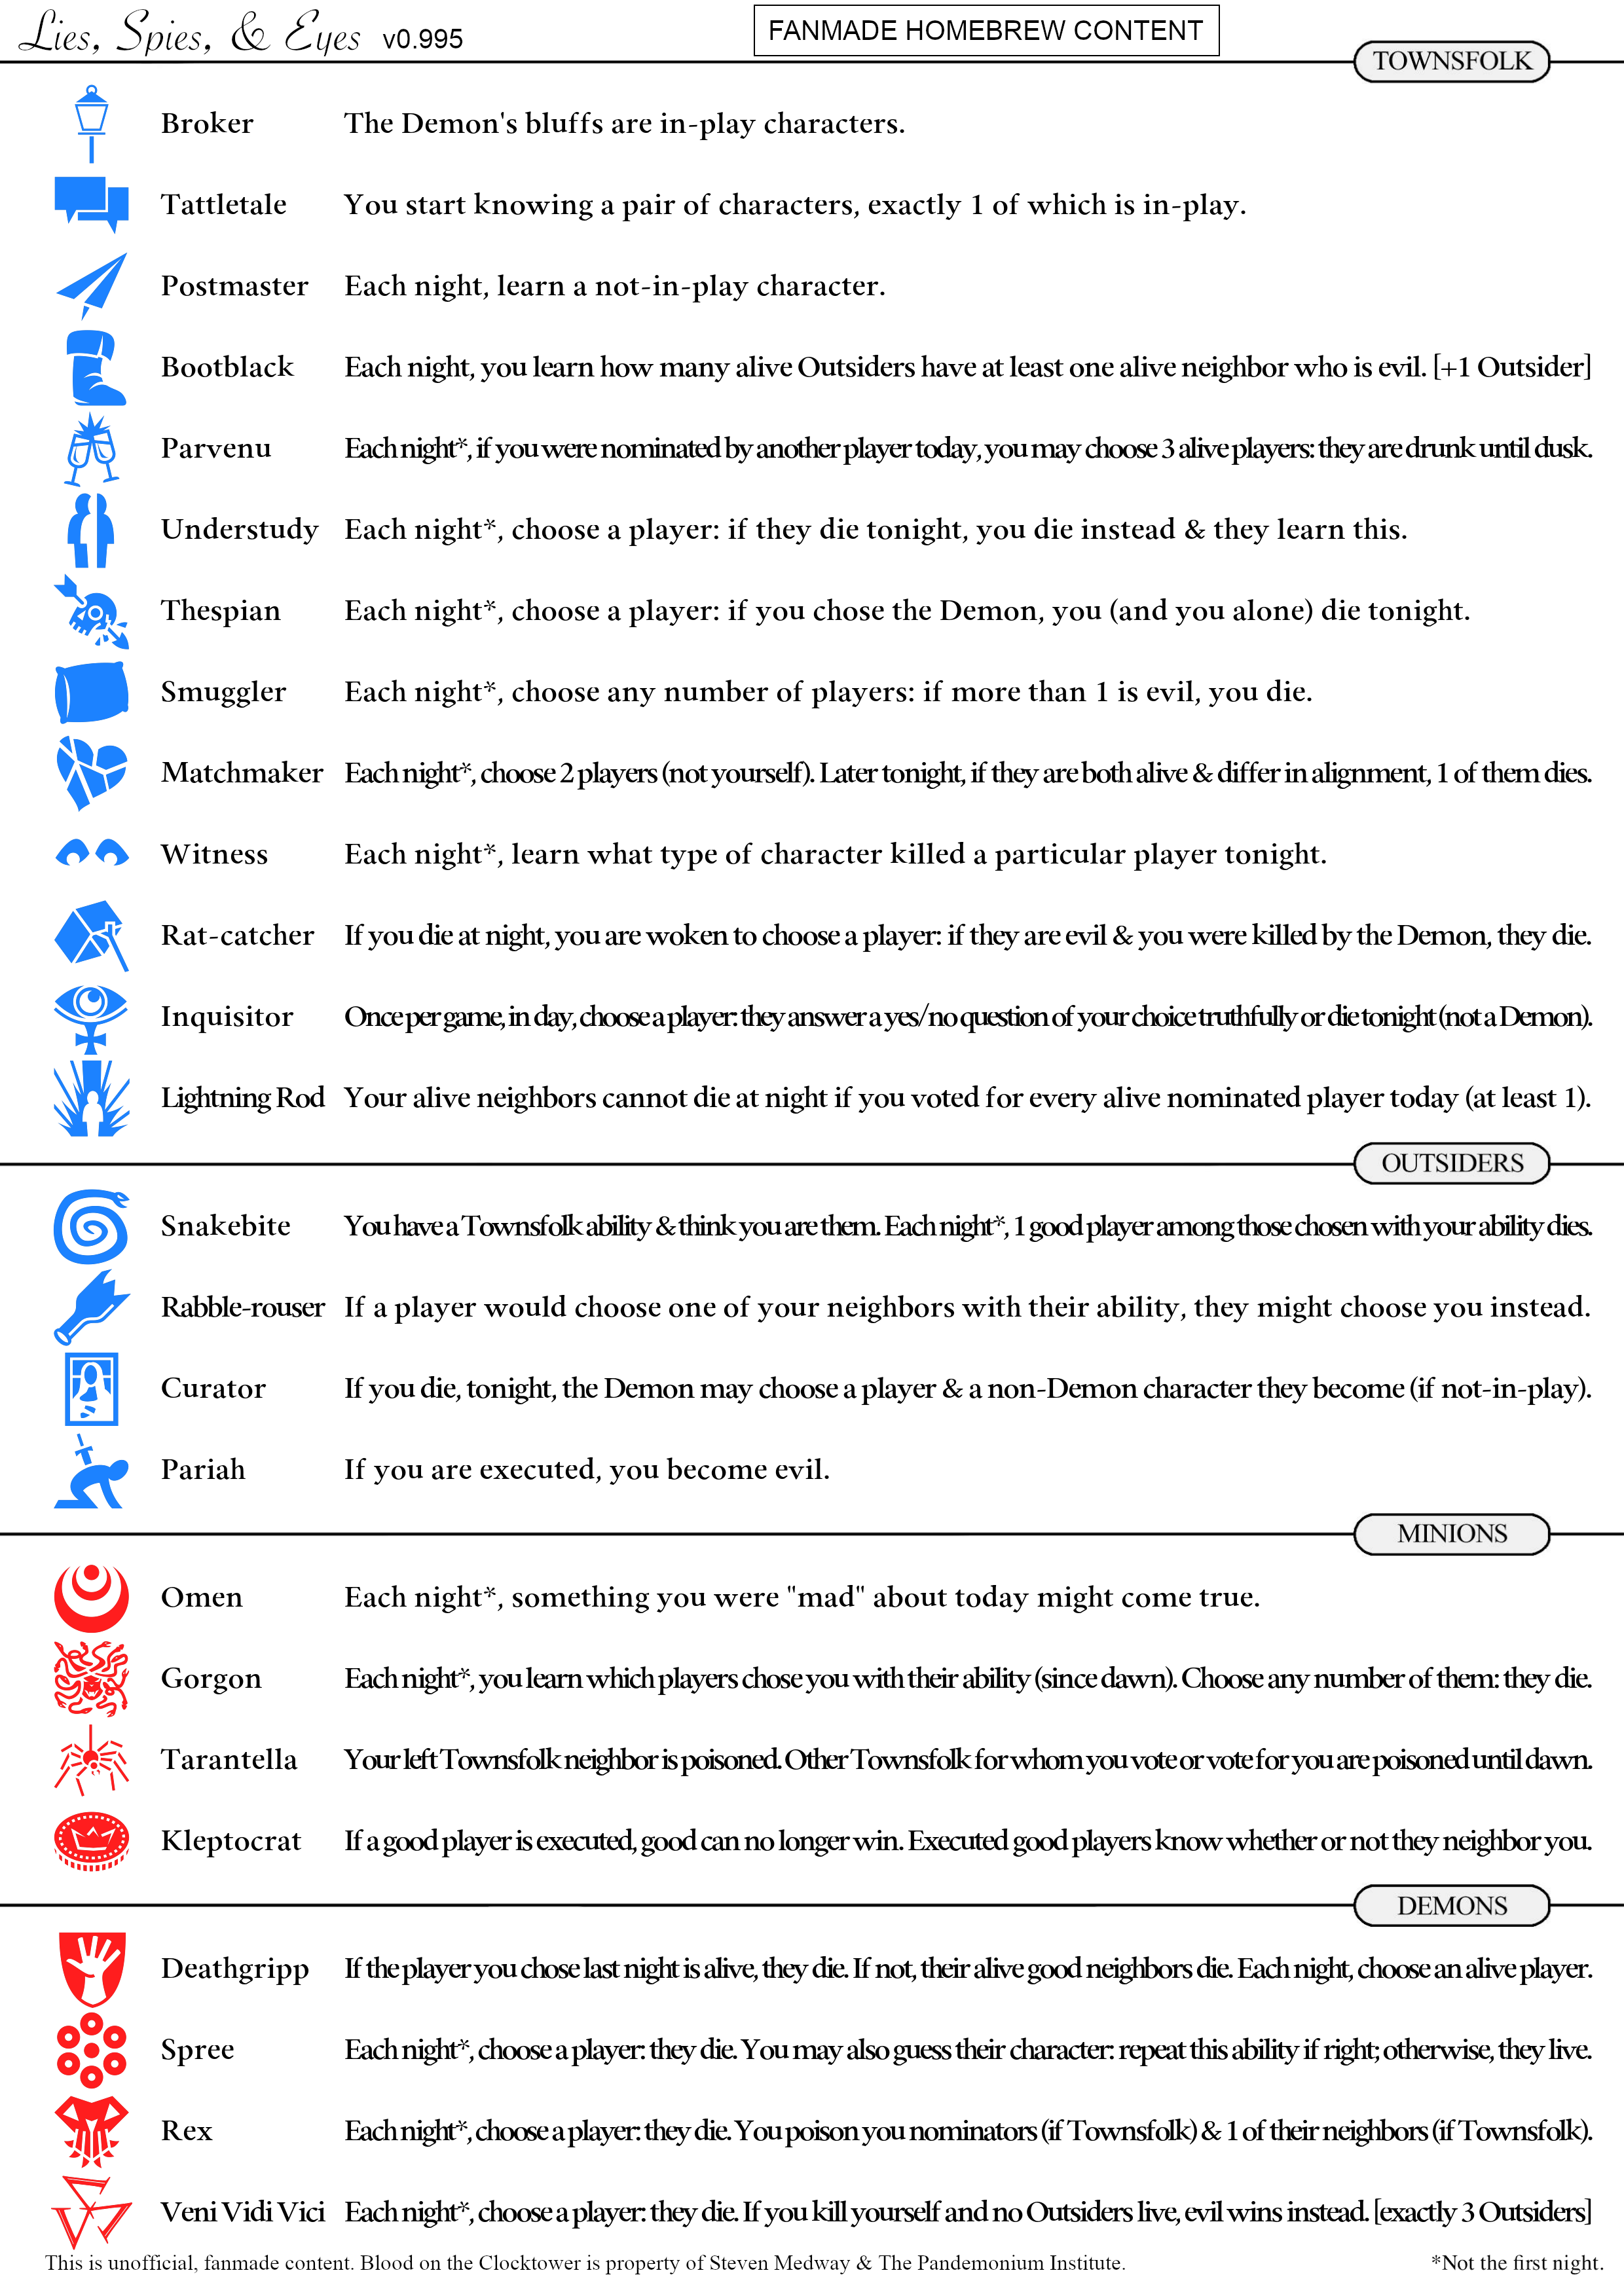 Lies, Spies, & Eyes v0.995
FANMADE HOMEBREW CONTENT
TOWNSFOLK
Broker The Demon's bluffs are in-play characters.
Tattletale You start knowing a pair of characters, exactly 1 of which is in-play.
Postmaster Each night, learn a not-in-play character.
Bootblack Each night, you learn how many alive Outsiders have at least one alive neighbor who is evil. [+1 Outsider]
Parvenu Each night*, if you were nominated by another player today, you may choose 3 alive players: they are drunk until dusk.
Understudy Each night*, choose a player: if they die tonight, you die instead & they learn this.
Thespian Each night*, choose a player: if you chose the Demon, you (and you alone) die tonight.
Smuggler Each night*, choose any number of players: if more than 1 is evil, you die.
Matchmaker Each night*, choose 2 players (not yourself). Later tonight, if they are both alive & differ in alignment, 1 of them dies.
Witness Each night*, learn what type of character killed a particular player tonight.
Rat-catcher If you die at night, you are woken to choose a player: if they are evil & you were killed by the Demon, they die.
Inquisitor Once per game, in day, choose a player: they answer a yes/no question of your choice truthfully or die tonight (not a Demon).
Lightning Rod Your alive neighbors cannot die at night if you voted for every alive nominated player today (at least 1).
OUTSIDERS
Snakebite You have a Townsfolk ability & think you are them. Each night*, 1 good player among those chosen with your ability dies.
Rabble-rouser If a player would choose one of your neighbors with their ability, they might choose you instead.
Curator If you die, tonight, the Demon may choose a player & a non-Demon character they become (if not-in-play).
Pariah If you are executed, you become evil.
MINIONS
Omen Each night*, something you were "mad" about today might come true.
Gorgon Each night*, you learn which players chose you with their ability (since dawn). Choose any number of them: they die.
Tarantella Your left Townsfolk neighbor is poisoned. Other Townsfolk for whom you vote or vote for you are poisoned until dawn.
Kleptocrat If a good player is executed, good can no longer win. Executed good players know whether or not they neighbor you.
DEMONS
Deathgripp If the player you chose last night is alive, they die. If not, their alive good neighbors die. Each night, choose an alive player.
Spree Each night*, choose a player: they die. You may also guess their character: repeat this ability if right; otherwise, they live.
Rex Each night*, choose a player: they die. You poison you nominators (if Townsfolk) & 1 of their neighbors (if Townsfolk).
Veni Vidi Vici Each night*, choose a player: they die. If you kill yourself and no Outsiders live, evil wins instead. [exactly 3 Outsiders]
This is unofficial, fanmade content. Blood on the Clocktower is property of Steven Medway & The Pandemonium Institute.
*Not the first night.